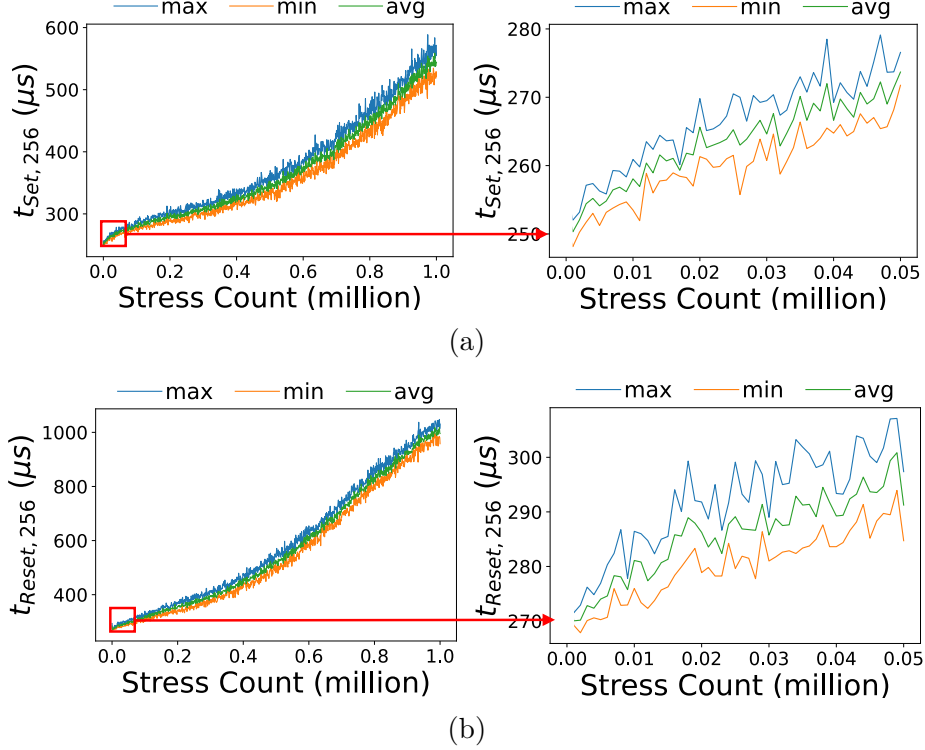 max min avg
600
500
400
300
0.0 0.2 0.4 0.6 0.8 1.0
t_{Set, 256} (μs)
Stress Count (million)
max min avg
280
270
260
250
0.00 0.01 0.02 0.03 0.04 0.05
t_{Set, 256} (μs)
Stress Count (million)
(a)
max min avg
1000
800
600
400
0.0 0.2 0.4 0.6 0.8 1.0
t_{Reset, 256} (μs)
Stress Count (million)
max min avg
300
290
280
270
0.00 0.01 0.02 0.03 0.04 0.05
t_{Reset, 256} (μs)
Stress Count (million)
(b)